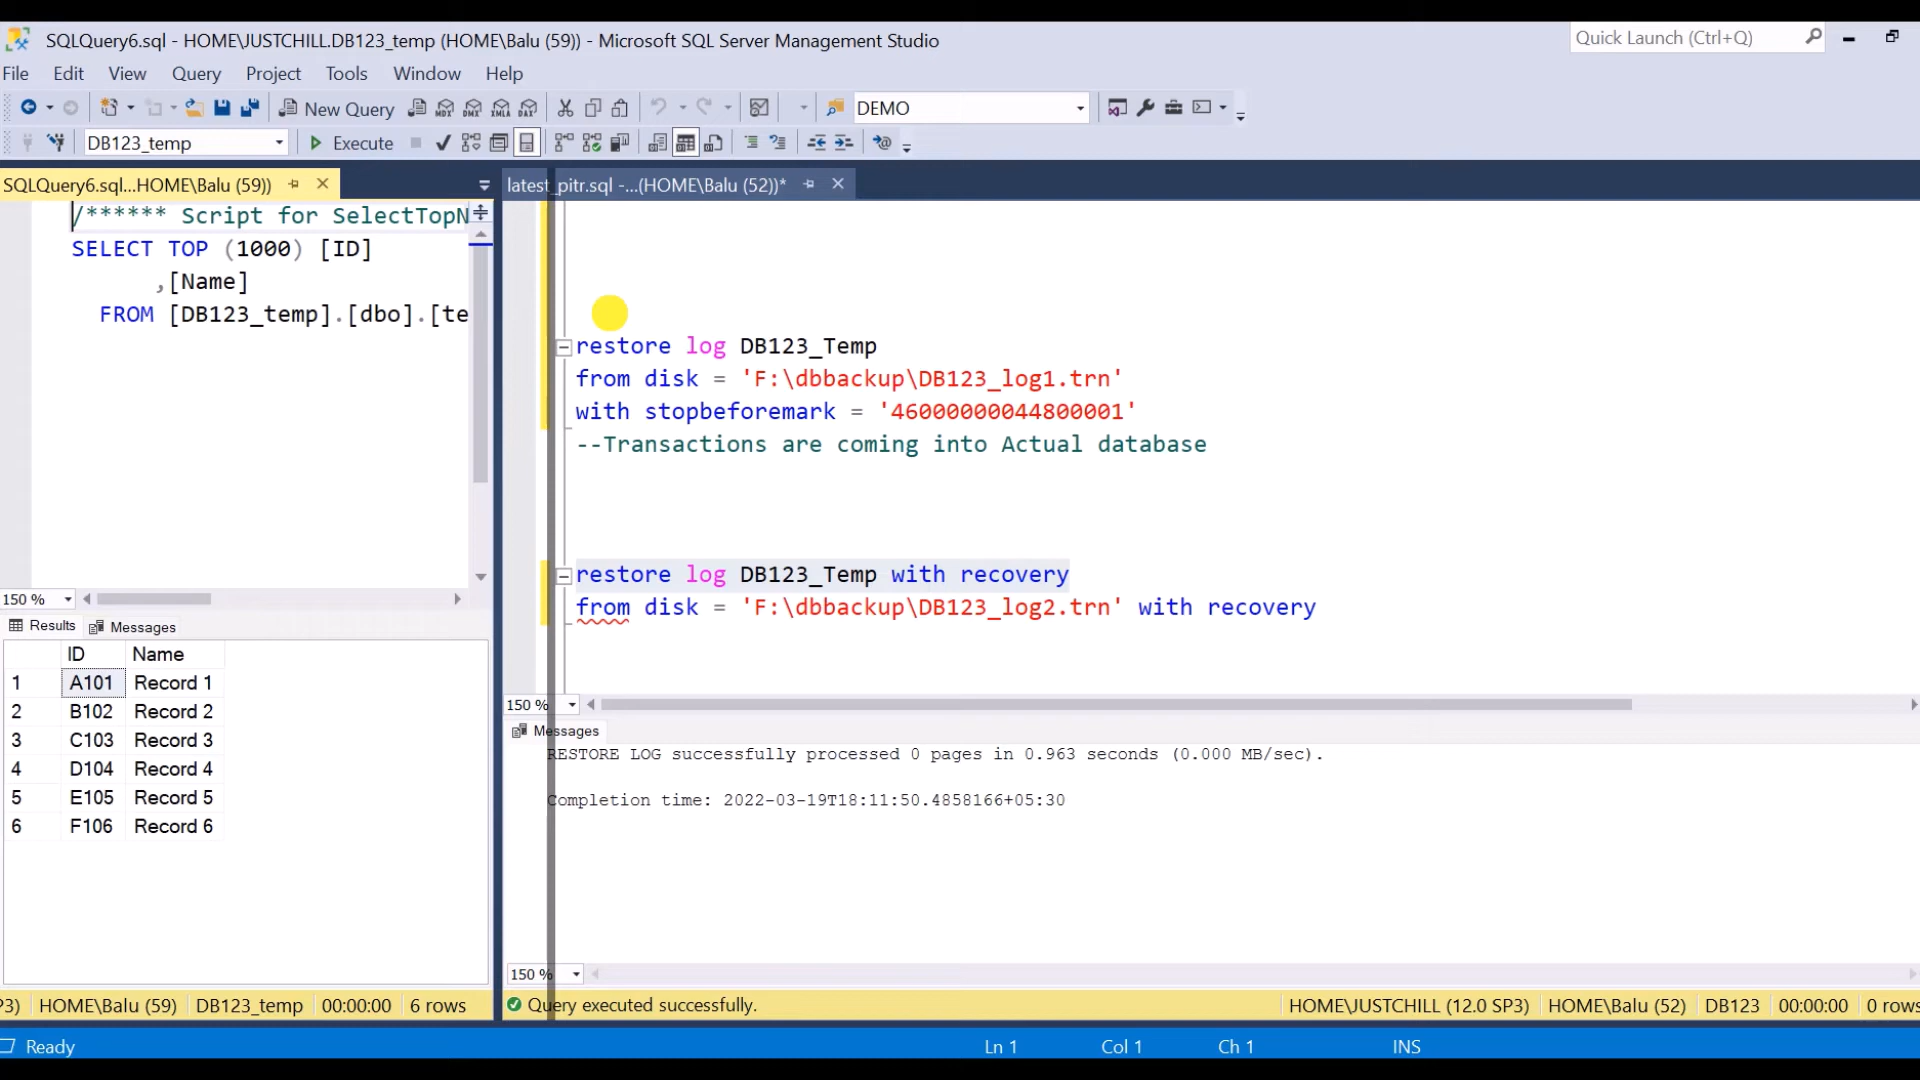 SQLQuery6.sql - HOME\JUSTCHILL.DB123_temp (HOME\Balu (59)) - Microsoft SQL Server Management Studio
Quick Launch (Ctrl+Q)
File Edit View Query Project Tools Window Help
New Query MDX DMX XMLA DAX DEMO
DB123_temp Execute
SQLQuery6.sql...HOME\Balu (59))
/****** Script for SelectTopN
SELECT TOP (1000) [ID]
,[Name]
FROM [DB123_temp].[dbo].[te
150 %
Results Messages
ID Name
1 A101 Record 1
2 B102 Record 2
3 C103 Record 3
4 D104 Record 4
5 E105 Record 5
6 F106 Record 6
P3) HOME\Balu (59) DB123_temp 00:00:00 6 rows
latest_pitr.sql -...(HOME\Balu (52))*
restore log DB123_Temp
from disk = 'F:\dbbackup\DB123_log1.trn'
with stopbeforemark = '46000000044800001'
--Transactions are coming into Actual database
restore log DB123_Temp with recovery
from disk = 'F:\dbbackup\DB123_log2.trn' with recovery
150 %
Messages
RESTORE LOG successfully processed 0 pages in 0.963 seconds (0.000 MB/sec).
Completion time: 2022-03-19T18:11:50.4858166+05:30
150 %
Query executed successfully. HOME\JUSTCHILL (12.0 SP3) HOME\Balu (52) DB123 00:00:00 0 rows
Ready Ln 1 Col 1 Ch 1 INS